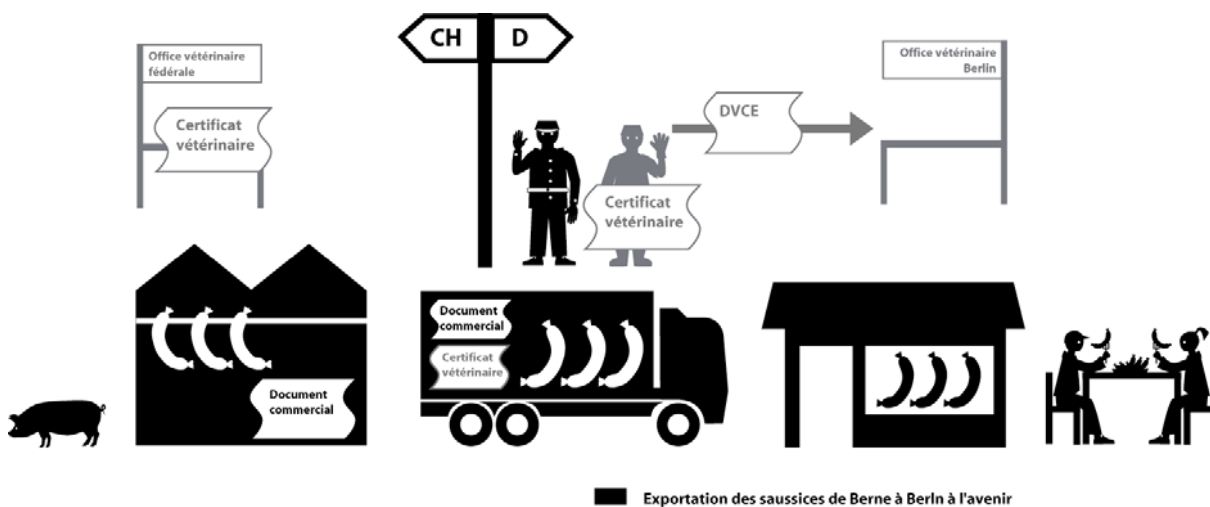 CH
D
Office vétérinaire
fédérale
Certificat
vétérinaire
DVCE
Office vétérinaire
Berlin
Certificat
vétérinaire
Document
commercial
Certificat
vétérinaire
Document
commercial
Exportation des saussices de Berne à Berln à l'avenir